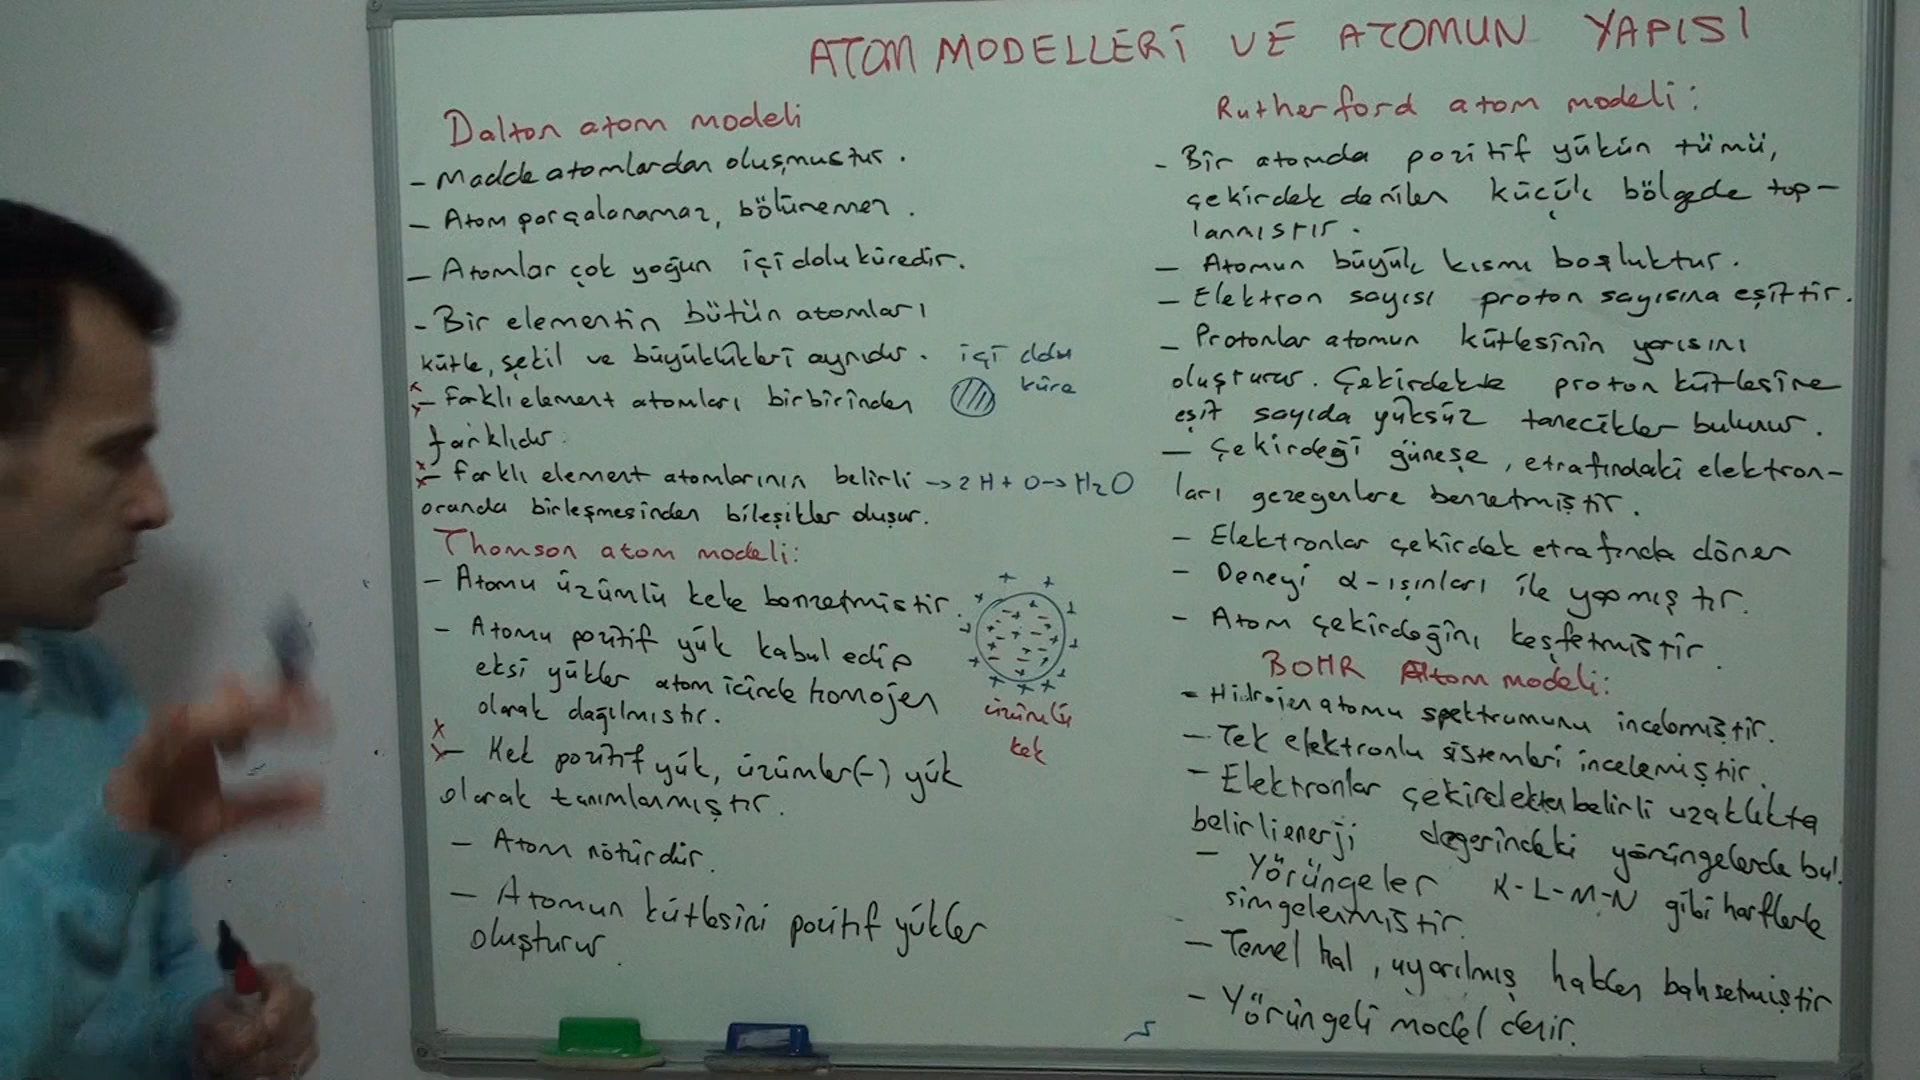 ATOM MODELLERİ VE ATOMUN YAPISI
Dalton atom modeli
- Madde atomlardan oluşmuştur.
- Atom parçalanamaz, bölünemez.
- Atomlar çok yoğun içi dolu küredir.
- Bir elementin bütün atomları
kütle, şekil ve büyüklükleri aynıdır.
içi dolu
küre
x - Farklı element atomları birbirinden
farklıdır.
x - Farklı element atomlarının belirli → 2H + O → H2O
oranda birleşmesinden bileşikler oluşur.
Thomson atom modeli:
- Atomu üzümlü keke benzetmiştir.
- Atomu pozitif yük kabul edip
eksi yükler atom içinde homojen
olarak dağılmıştır.
üzümlü
kek
x - Kek pozitif yük, üzümler (-) yük
olarak tanımlanmıştır.
- Atom nötürdür.
- Atomun kütlesini pozitif yükler
oluşturur.
Rutherford atom modeli:
- Bir atomda pozitif yükün tümü,
çekirdek denilen küçük bölgede top-
lanmıştır.
- Atomun büyük kısmı boşluktur.
- Elektron sayısı proton sayısına eşittir.
- Protonlar atomun kütlesinin yarısını
oluşturur. Çekirdekte proton kütlesine
eşit sayıda yüksüz tanecikler bulunur.
- Çekirdeği güneşe, etrafındaki elektron-
ları gezegenlere benzetmiştir.
- Elektronlar çekirdek etrafında döner
- Deneyi α-ışınları ile yapmıştır.
- Atom çekirdeğini keşfetmiştir.
BOHR Atom modeli:
- Hidrojen atomu spektrumunu incelemiştir.
- Tek elektronlu sistemleri incelemiştir.
- Elektronlar çekirdekten belirli uzaklıkta
belirli enerji değerindeki yörüngelerde bul.
- Yörüngeler K-L-M-N gibi harflerle
simgelenmiştir.
- Temel hal, uyarılmış halden bahsetmiştir
- Yörüngeli model denir.